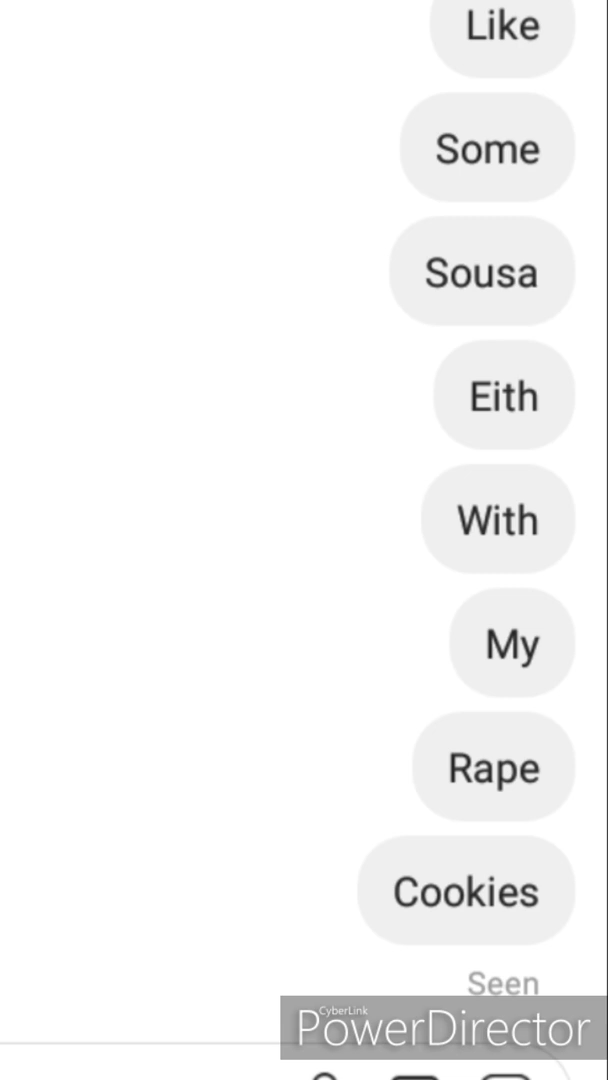 Like
Some
Sousa
Eith
With
My
Rape
Cookies
Seen
CyberLink
PowerDirector